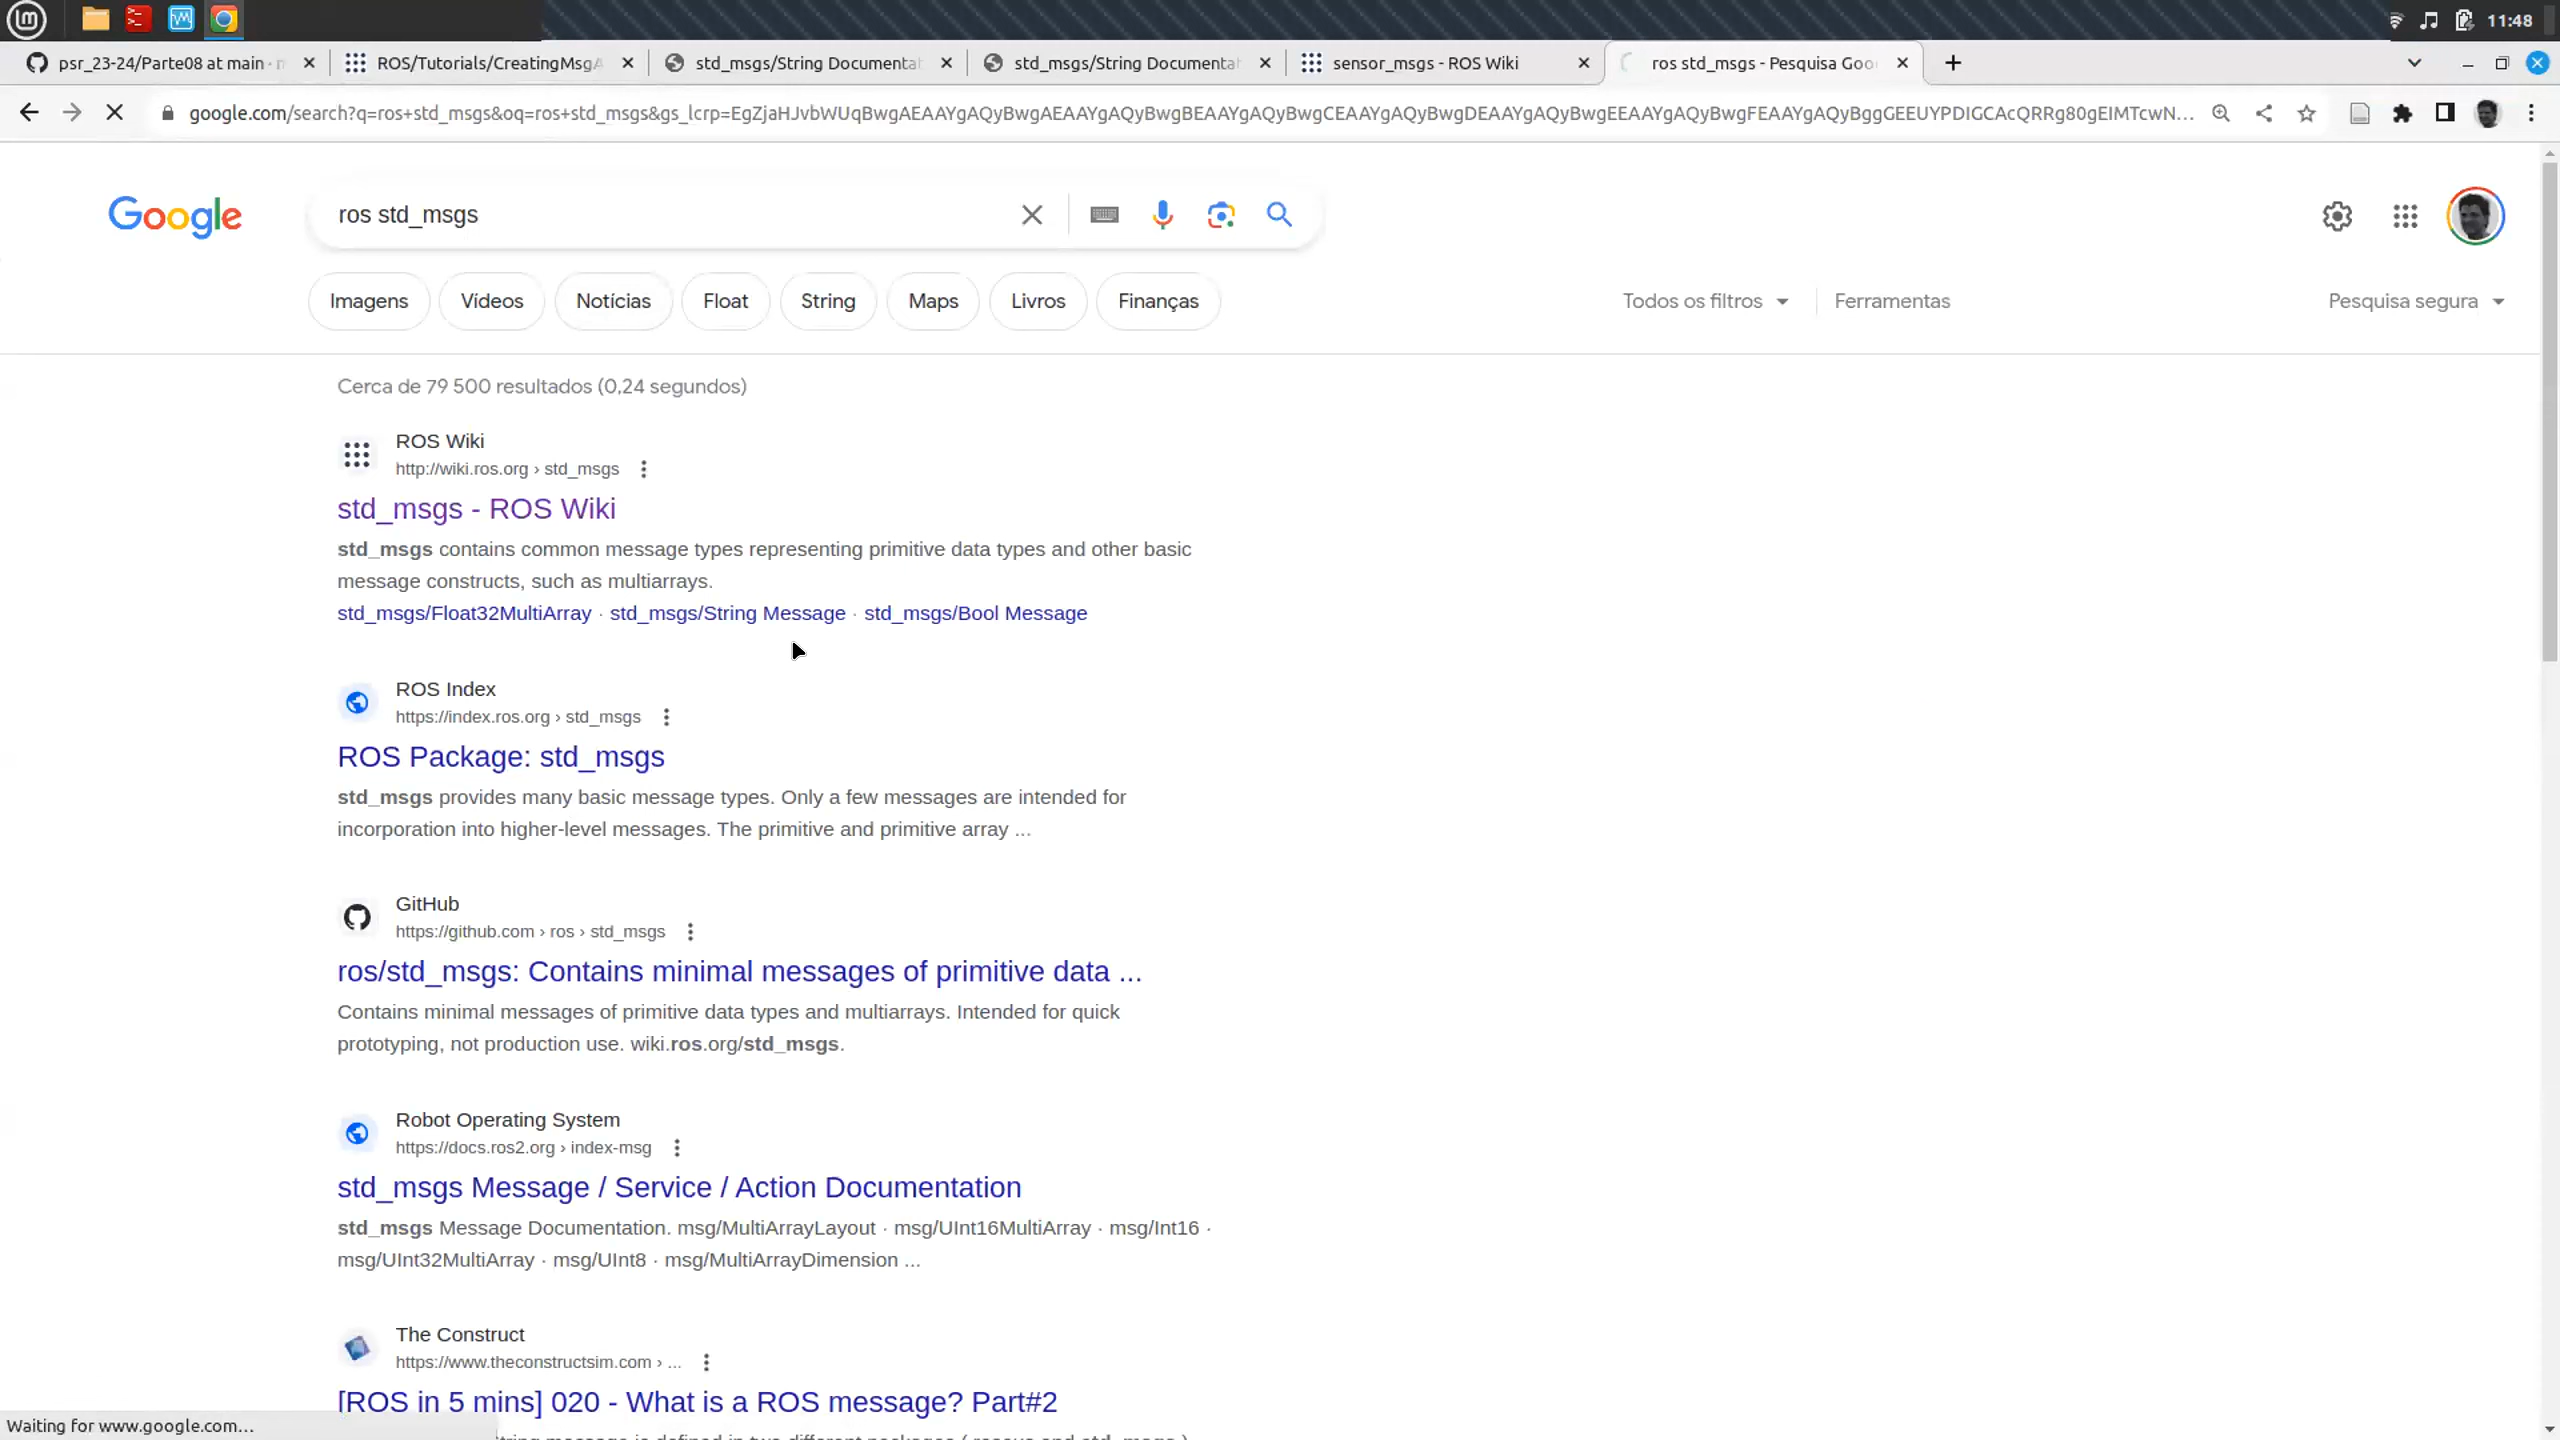 11:48
psr_23-24/Parte08 at main · m
ROS/Tutorials/CreatingMsgA
std_msgs/String Documentat
std_msgs/String Documentat
sensor_msgs - ROS Wiki
ros std_msgs - Pesquisa Goo
google.com/search?q=ros+std_msgs&oq=ros+std_msgs&gs_lcrp=EgZjaHJvbWUqBwgAEAAYgAQyBwgAEAAYgAQyBwgBEAAYgAQyBwgCEAAYgAQyBwgDEAAYgAQyBwgEEAAYgAQyBwgFEAAYgAQyBggGEEUYPDIGCAcQRRg80gEIMTcwN...
Google
ros std_msgs
Imagens
Vídeos
Notícias
Float
String
Maps
Livros
Finanças
Todos os filtros
Ferramentas
Pesquisa segura
Cerca de 79 500 resultados (0,24 segundos)
ROS Wiki
http://wiki.ros.org › std_msgs
std_msgs - ROS Wiki
std_msgs contains common message types representing primitive data types and other basic
message constructs, such as multiarrays.
std_msgs/Float32MultiArray · std_msgs/String Message · std_msgs/Bool Message
ROS Index
https://index.ros.org › std_msgs
ROS Package: std_msgs
std_msgs provides many basic message types. Only a few messages are intended for
incorporation into higher-level messages. The primitive and primitive array ...
GitHub
https://github.com › ros › std_msgs
ros/std_msgs: Contains minimal messages of primitive data ...
Contains minimal messages of primitive data types and multiarrays. Intended for quick
prototyping, not production use. wiki.ros.org/std_msgs.
Robot Operating System
https://docs.ros2.org › index-msg
std_msgs Message / Service / Action Documentation
std_msgs Message Documentation. msg/MultiArrayLayout · msg/UInt16MultiArray · msg/Int16 ·
msg/UInt32MultiArray · msg/UInt8 · msg/MultiArrayDimension ...
The Construct
https://www.theconstructsim.com › ...
[ROS in 5 mins] 020 - What is a ROS message? Part#2
Waiting for www.google.com...